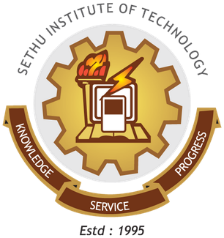 SETHU INSTITUTE OF TECHNOLOGY
KNOWLEDGE
SERVICE
PROGRESS
Estd : 1995